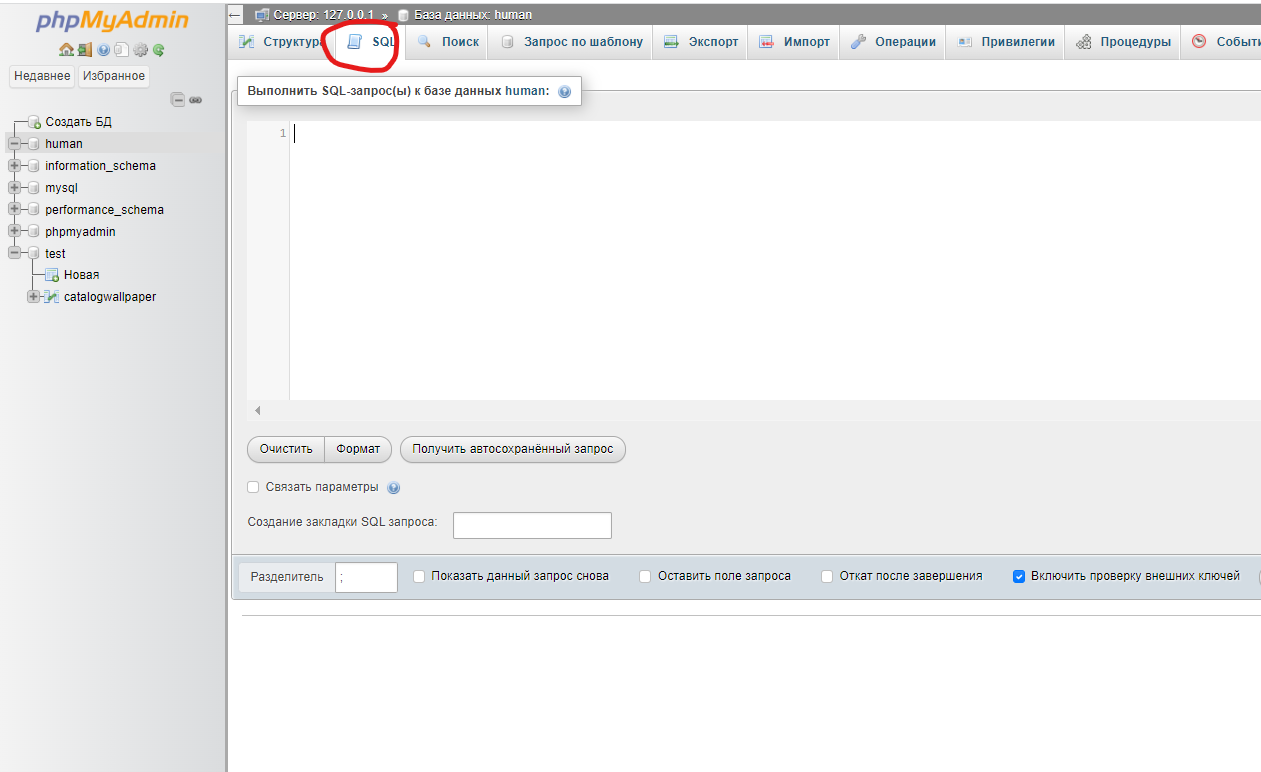 phpMyAdmin
Недавнее Избранное
Создать БД
human
information_schema
mysql
performance_schema
phpmyadmin
test
Новая
catalogwallpaper
← Сервер: 127.0.0.1 » База данных: human
Структура SQL Поиск Запрос по шаблону Экспорт Импорт Операции Привилегии Процедуры Событи
Выполнить SQL-запрос(ы) к базе данных human:
1
Очистить Формат Получить автосохранённый запрос
Связать параметры
Создание закладки SQL запроса:
Разделитель ; Показать данный запрос снова Оставить поле запроса Откат после завершения Включить проверку внешних ключей